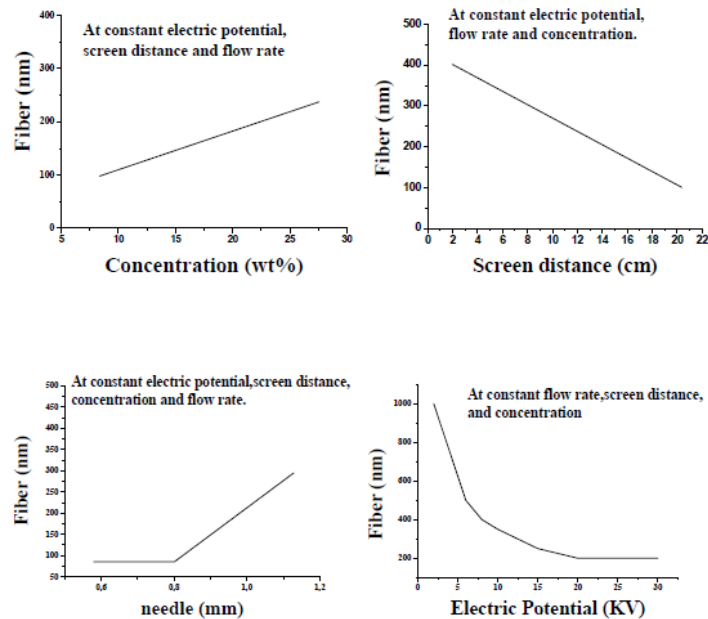 At constant electric potential,
screen distance and flow rate
400
300
200
100
0
5 10 15 20 25 30
Fiber (nm)
Concentration (wt%)
At constant electric potential,
flow rate and concentration.
500
400
300
200
100
0
0 2 4 6 8 10 12 14 16 18 20 22
Fiber (nm)
Screen distance (cm)
At constant electric potential,screen distance,
concentration and flow rate.
500
450
400
350
300
250
200
150
100
50
0,6 0,8 1,0 1,2
Fiber (nm)
needle (mm)
At constant flow rate,screen distance,
and concentration
1000
800
600
400
200
0 5 10 15 20 25 30
Fiber (nm)
Electric Potential (KV)